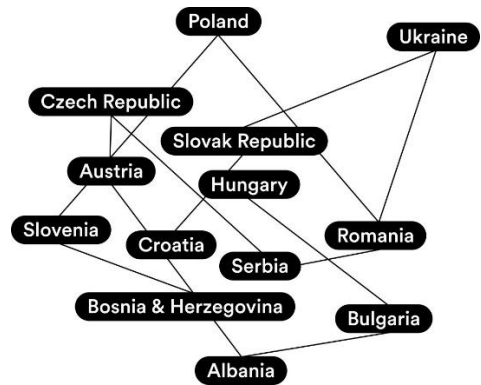 Poland
Ukraine
Czech Republic
Slovak Republic
Austria
Hungary
Slovenia
Croatia
Romania
Serbia
Bosnia & Herzegovina
Bulgaria
Albania